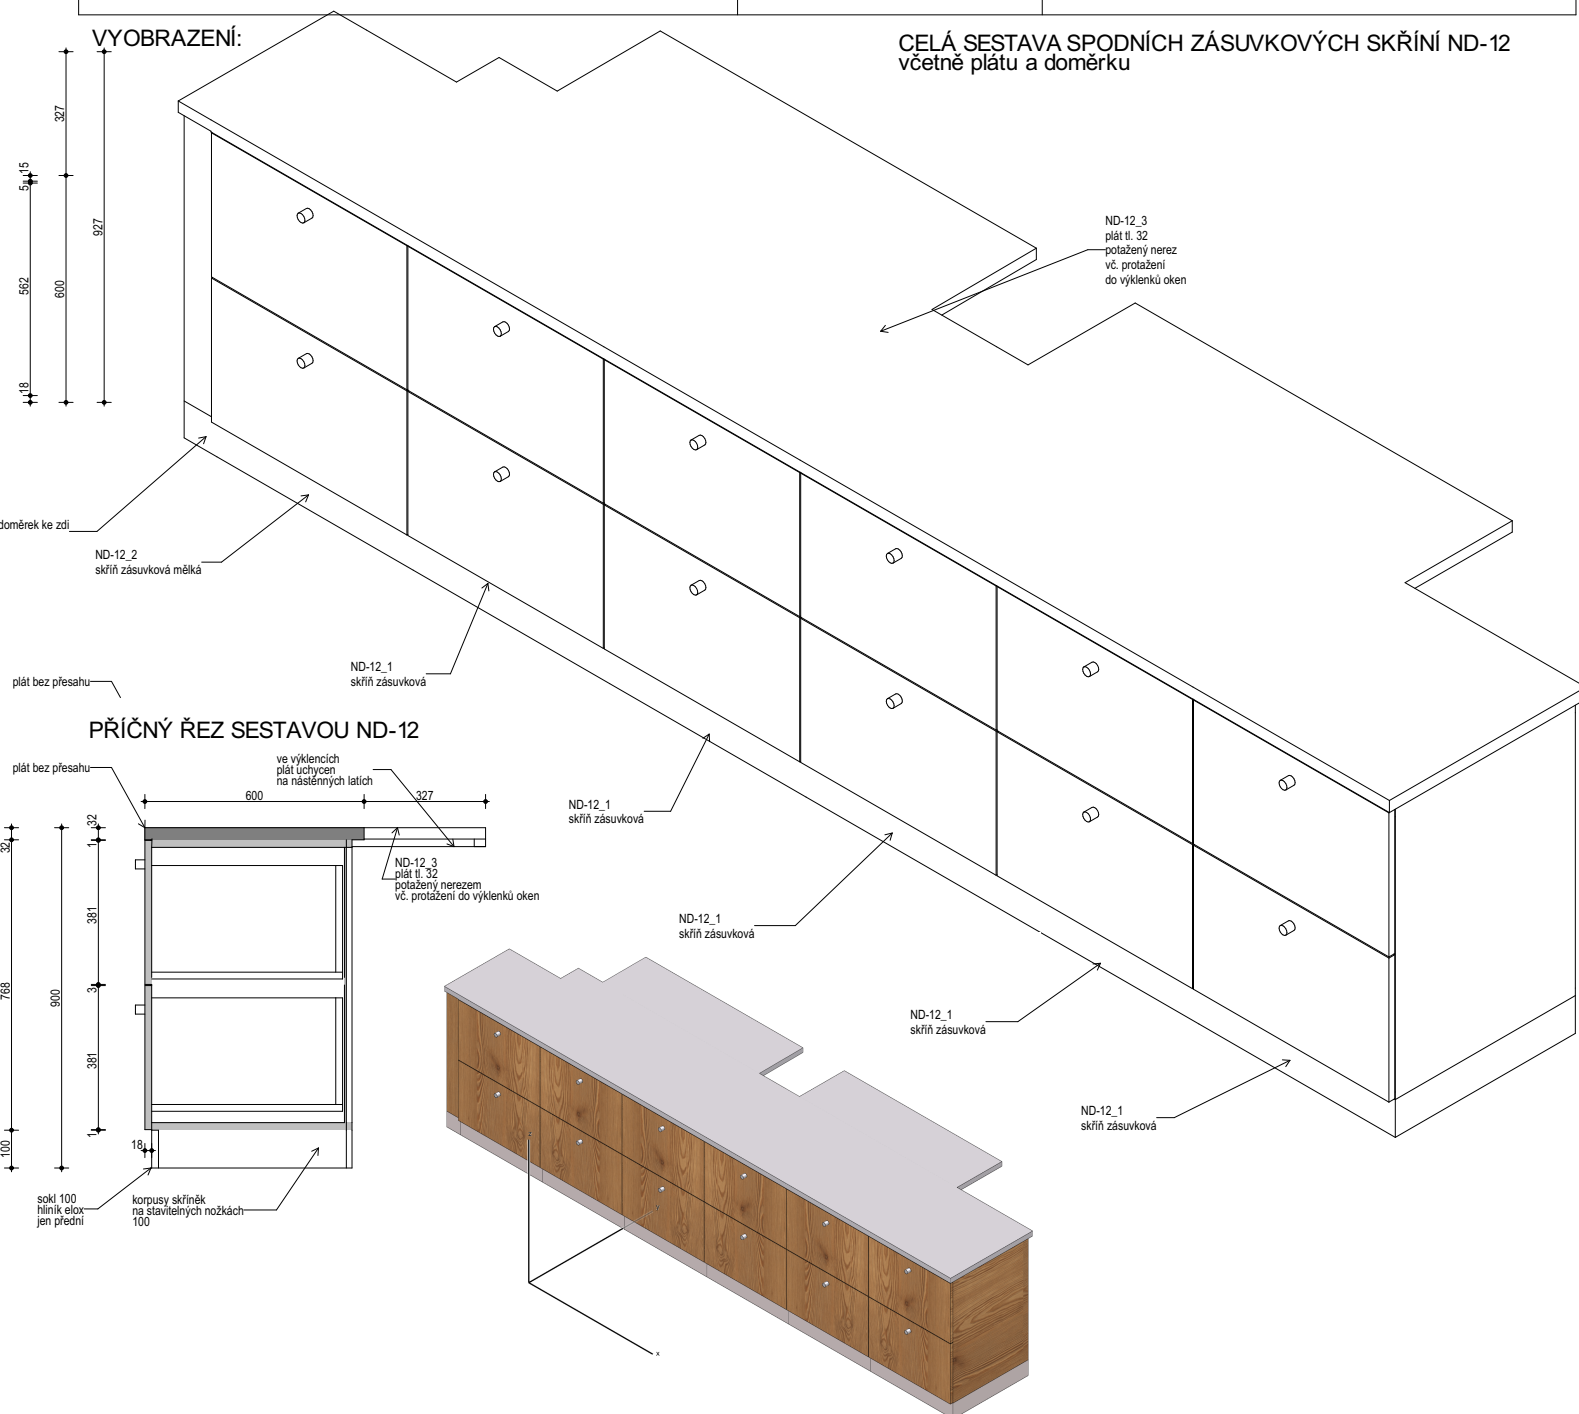 VYOBRAZENÍ:
CELÁ SESTAVA SPODNÍCH ZÁSUVKOVÝCH SKŘÍNÍ ND-12
včetně plátu a doměrku
327
15
5
927
562
600
18
ND-12_3
plát tl. 32
potažený nerez
vč. protažení
do výklenků oken
doměrek ke zdi
ND-12_2
skříň zásuvková mělká
ND-12_1
skříň zásuvková
ND-12_1
skříň zásuvková
ND-12_1
skříň zásuvková
ND-12_1
skříň zásuvková
ND-12_1
skříň zásuvková
plát bez přesahu
PŘÍČNÝ ŘEZ SESTAVOU ND-12
plát bez přesahu
ve výklencích
plát uchycen
na nástěnných latích
600
327
32
32
1
381
768
3
900
381
1
100
18
ND-12_3
plát tl. 32
potažený nerezem
vč. protažení do výklenků oken
sokl 100
hliník elox
jen přední
korpusy skříněk
na stavitelných nožkách
100
x